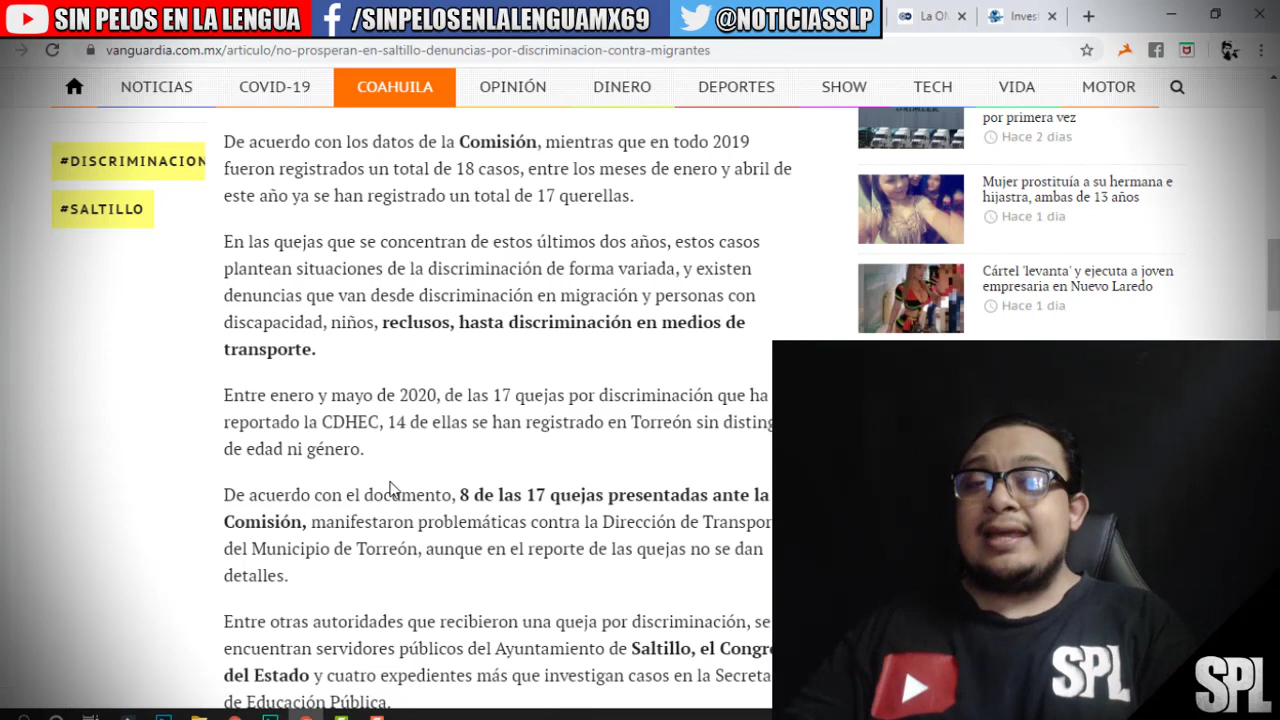 SIN PELOS EN LA LENGUA
/SINPELOSENLALENGUAMX69
@NOTICIASSLP
La ON
Invest
vanguardia.com.mx/articulo/no-prosperan-en-saltillo-denuncias-por-discriminacion-contra-migrantes
NOTICIAS
COVID-19
COAHUILA
OPINIÓN
DINERO
DEPORTES
SHOW
TECH
VIDA
MOTOR
#DISCRIMINACION
#SALTILLO
De acuerdo con los datos de la Comisión, mientras que en todo 2019
fueron registrados un total de 18 casos, entre los meses de enero y abril de
este año ya se han registrado un total de 17 querellas.
En las quejas que se concentran de estos últimos dos años, estos casos
plantean situaciones de la discriminación de forma variada, y existen
denuncias que van desde discriminación en migración y personas con
discapacidad, niños, reclusos, hasta discriminación en medios de
transporte.
Entre enero y mayo de 2020, de las 17 quejas por discriminación que ha
reportado la CDHEC, 14 de ellas se han registrado en Torreón sin disting
de edad ni género.
De acuerdo con el documento, 8 de las 17 quejas presentadas ante la
Comisión, manifestaron problemáticas contra la Dirección de Transpor
del Municipio de Torreón, aunque en el reporte de las quejas no se dan
detalles.
Entre otras autoridades que recibieron una queja por discriminación, se
encuentran servidores públicos del Ayuntamiento de Saltillo, el Congre
del Estado y cuatro expedientes más que investigan casos en la Secreta
de Educación Pública.
por primera vez
Hace 2 dias
Mujer prostituía a su hermana e
hijastra, ambas de 13 años
Hace 1 dia
Cártel 'levanta' y ejecuta a joven
empresaria en Nuevo Laredo
Hace 1 dia
SPL
SPL